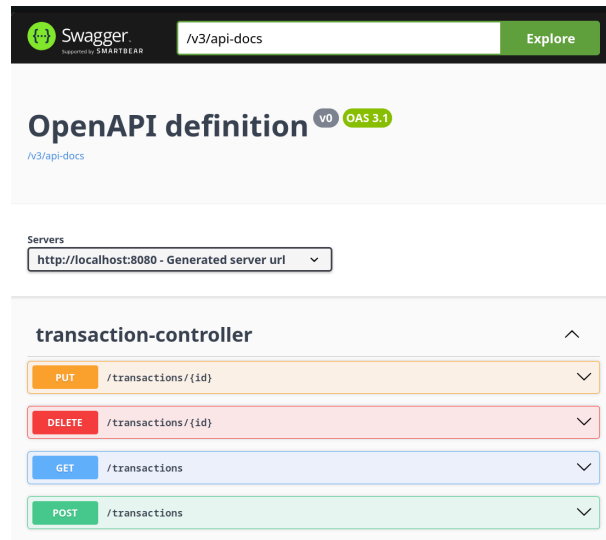 {··}
Swagger.
Supported by SMARTBEAR
/v3/api-docs
Explore
OpenAPI definition
v0
OAS 3.1
/v3/api-docs
Servers
http://localhost:8080 - Generated server url
transaction-controller
PUT /transactions/{id}
DELETE /transactions/{id}
GET /transactions
POST /transactions